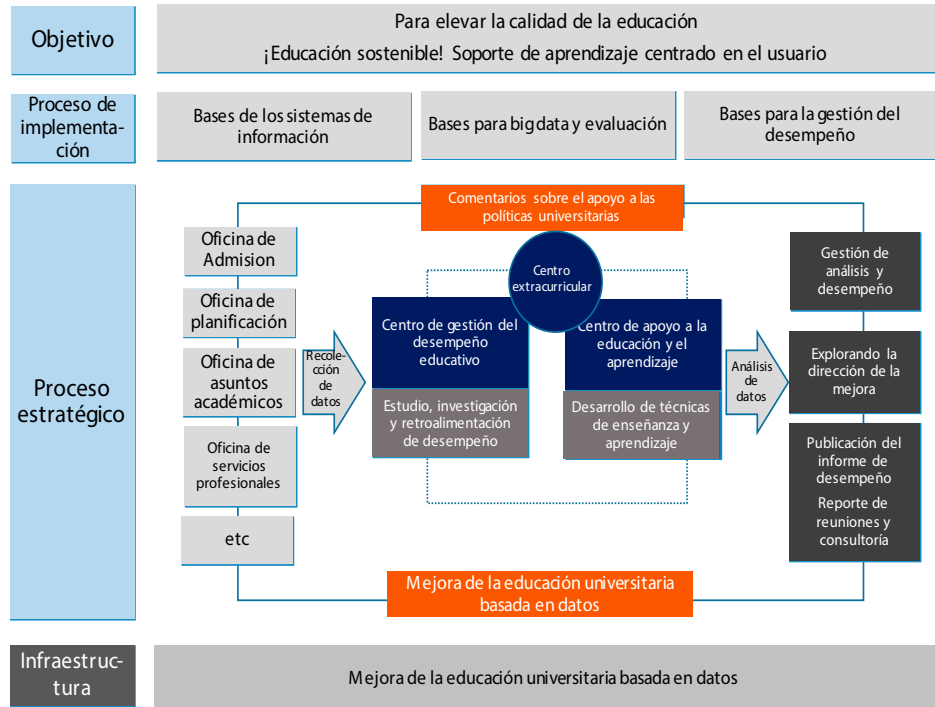 Objetivo
Para elevar la calidad de la educación
¡Educación sostenible! Soporte de aprendizaje centrado en el usuario
Proceso de
implementa-
ción
Bases de los sistemas de
información
Bases para big data y evaluación
Bases para la gestión del
desempeño
Proceso
estratégico
Comentarios sobre el apoyo a las
políticas universitarias
Oficina de
Admision
Oficina de
planificación
Oficina de
asuntos
académicos
Oficina de
servicios
profesionales
etc
Recole-
cción
de
datos
Centro
extracurricular
Centro de gestión del
desempeño
educativo
Estudio, investigación
y retroalimentación
de desempeño
Centro de apoyo a la
educación y el
aprendizaje
Desarrollo de técnicas
de enseñanza y
aprendizaje
Análisis
de
datos
Gestión de
análisis y
desempeño
Explorando la
dirección de la
mejora
Publicación del
informe de
desempeño
Reporte de
reuniones y
consultoría
Mejora de la educación universitaria
basada en datos
Infraestruc-
tura
Mejora de la educación universitaria basada en datos